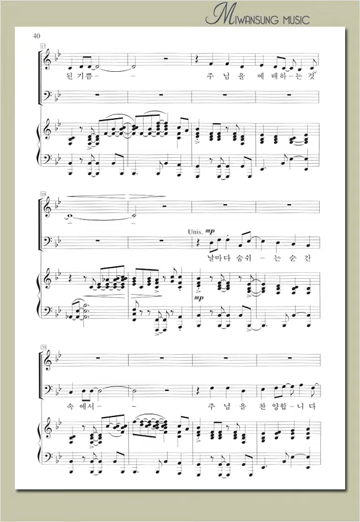 MIWANSUNG MUSIC
40
된 기쁨 - - 주 님 을 예 배 하 - 는 것
Unis. mp
날마다 숨쉬 - 는 순 간
mp
속 에 서 - - 주 님 을 찬 양 합 - 니 다